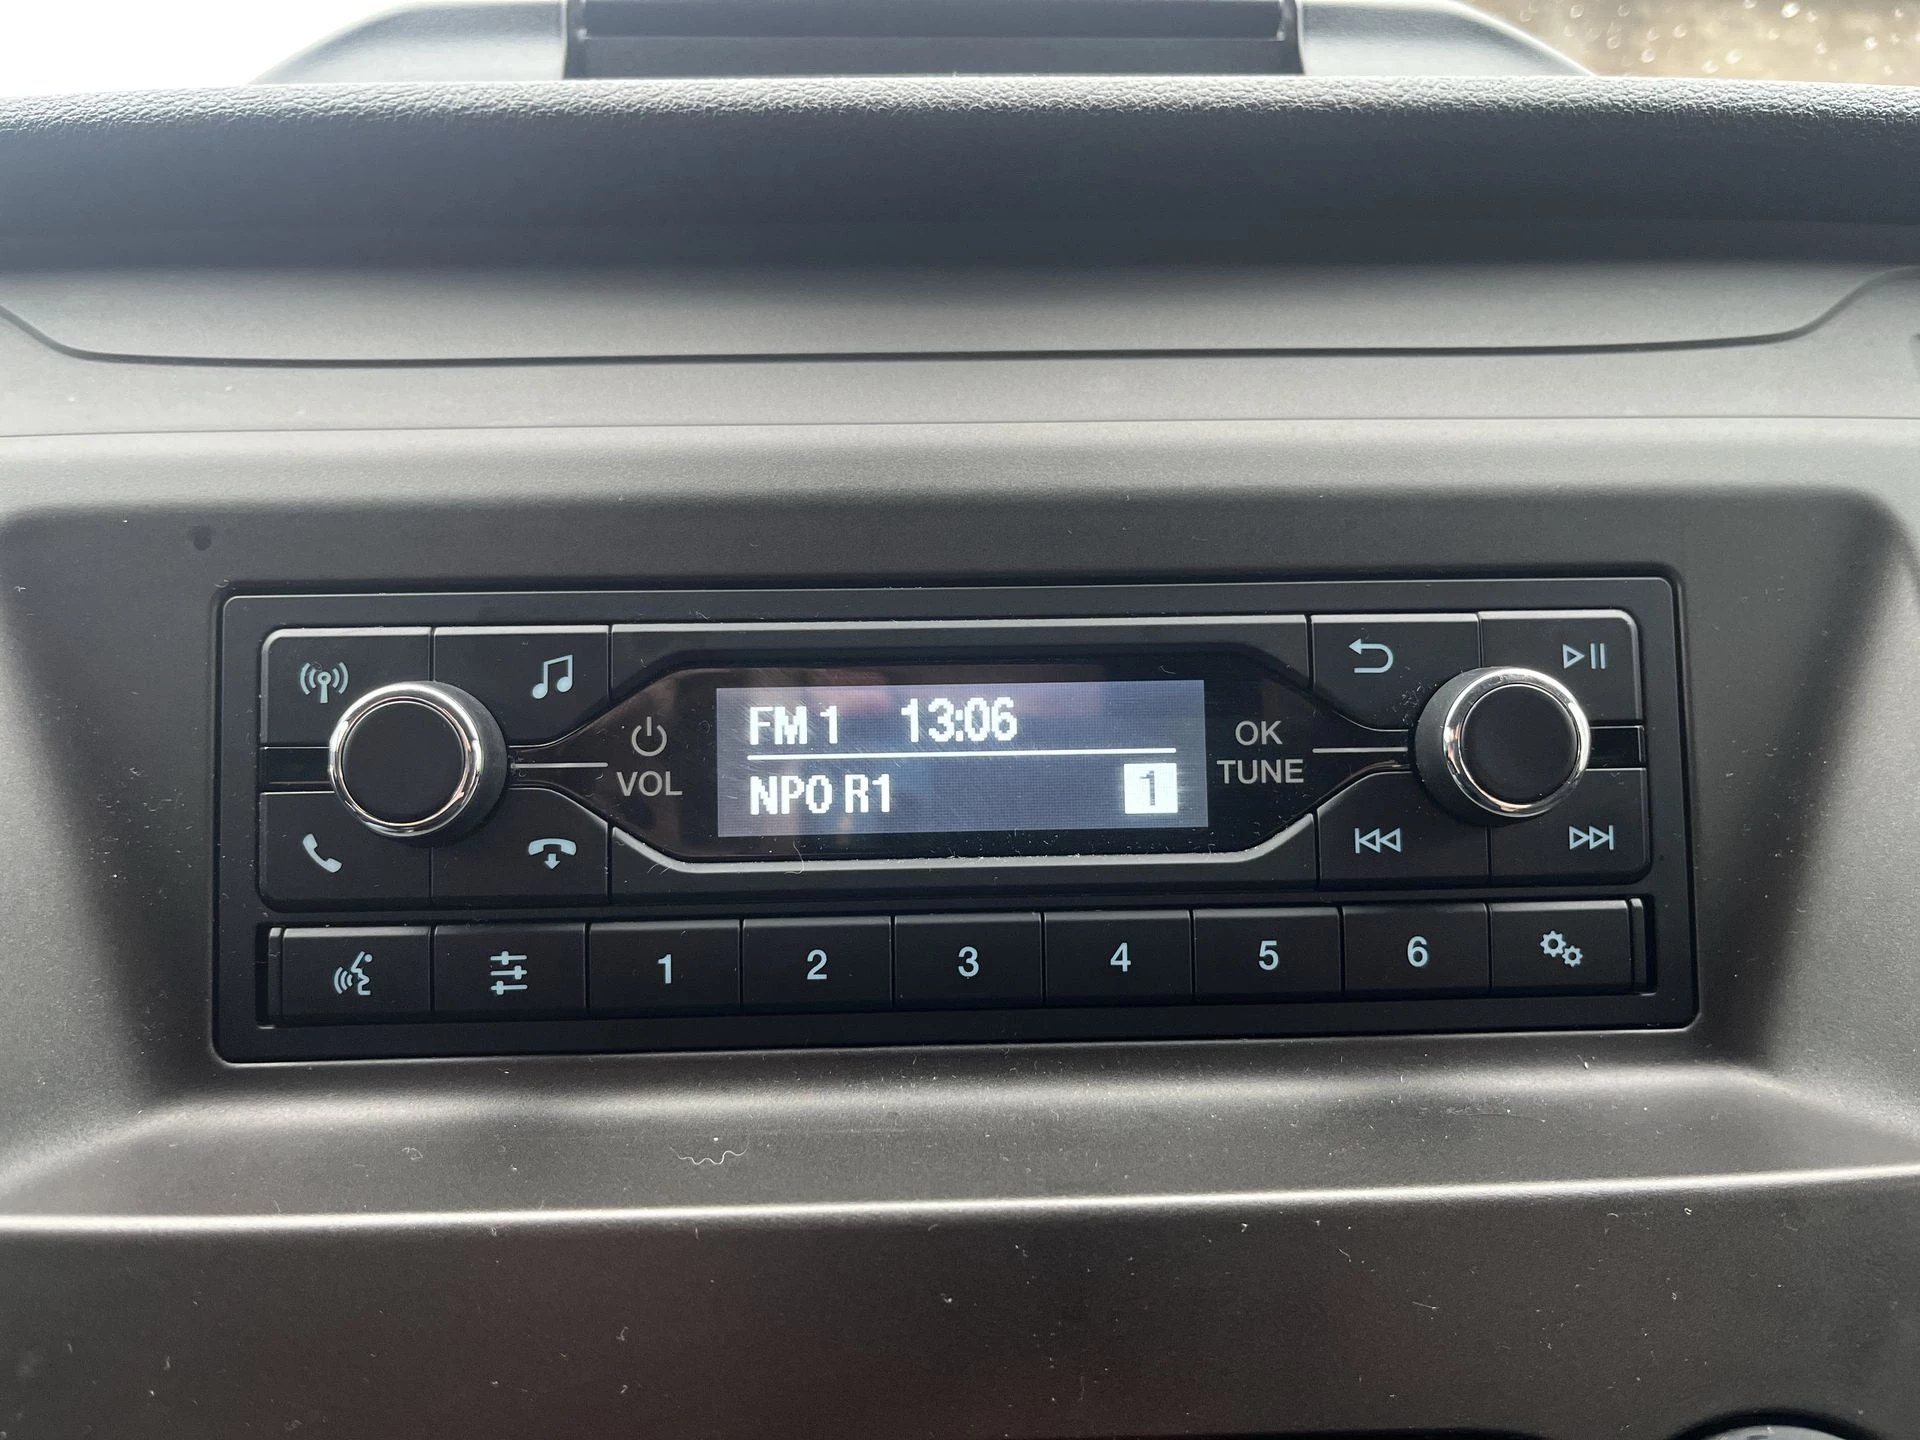 FM 1 13:06
NPO R1 1
VOL
OK
TUNE
1 2 3 4 5 6